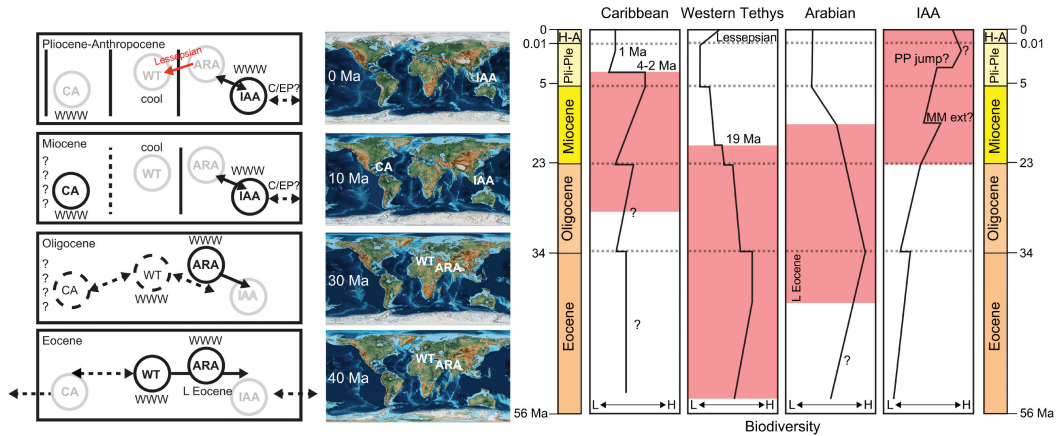 Pliocene-Anthropocene
Lessepsian
ARA
WWW
WT
cool
CA
WWW
IAA
C/EP?
Miocene
cool
?
?
?
?
CA
WWW
WT
ARA
WWW
IAA
C/EP?
Oligocene
WWW
?
?
?
?
CA
WT
WWW
ARA
IAA
Eocene
WWW
CA
WT
WWW
ARA
L Eocene
IAA
0 Ma
IAA
10 Ma
CA
IAA
30 Ma
WT
ARA
40 Ma
WT
ARA
Caribbean
Western Tethys
Arabian
IAA
0
0.01
5
23
34
56 Ma
H-A
Pli-Ple
Miocene
Oligocene
Eocene
1 Ma
4-2 Ma
?
?
L
H
Lessepsian
19 Ma
L
H
L Eocene
?
L
H
?
PP jump?
MM ext?
L
H
H-A
Pli-Ple
Miocene
Oligocene
Eocene
0
0.01
5
23
34
56 Ma
Biodiversity